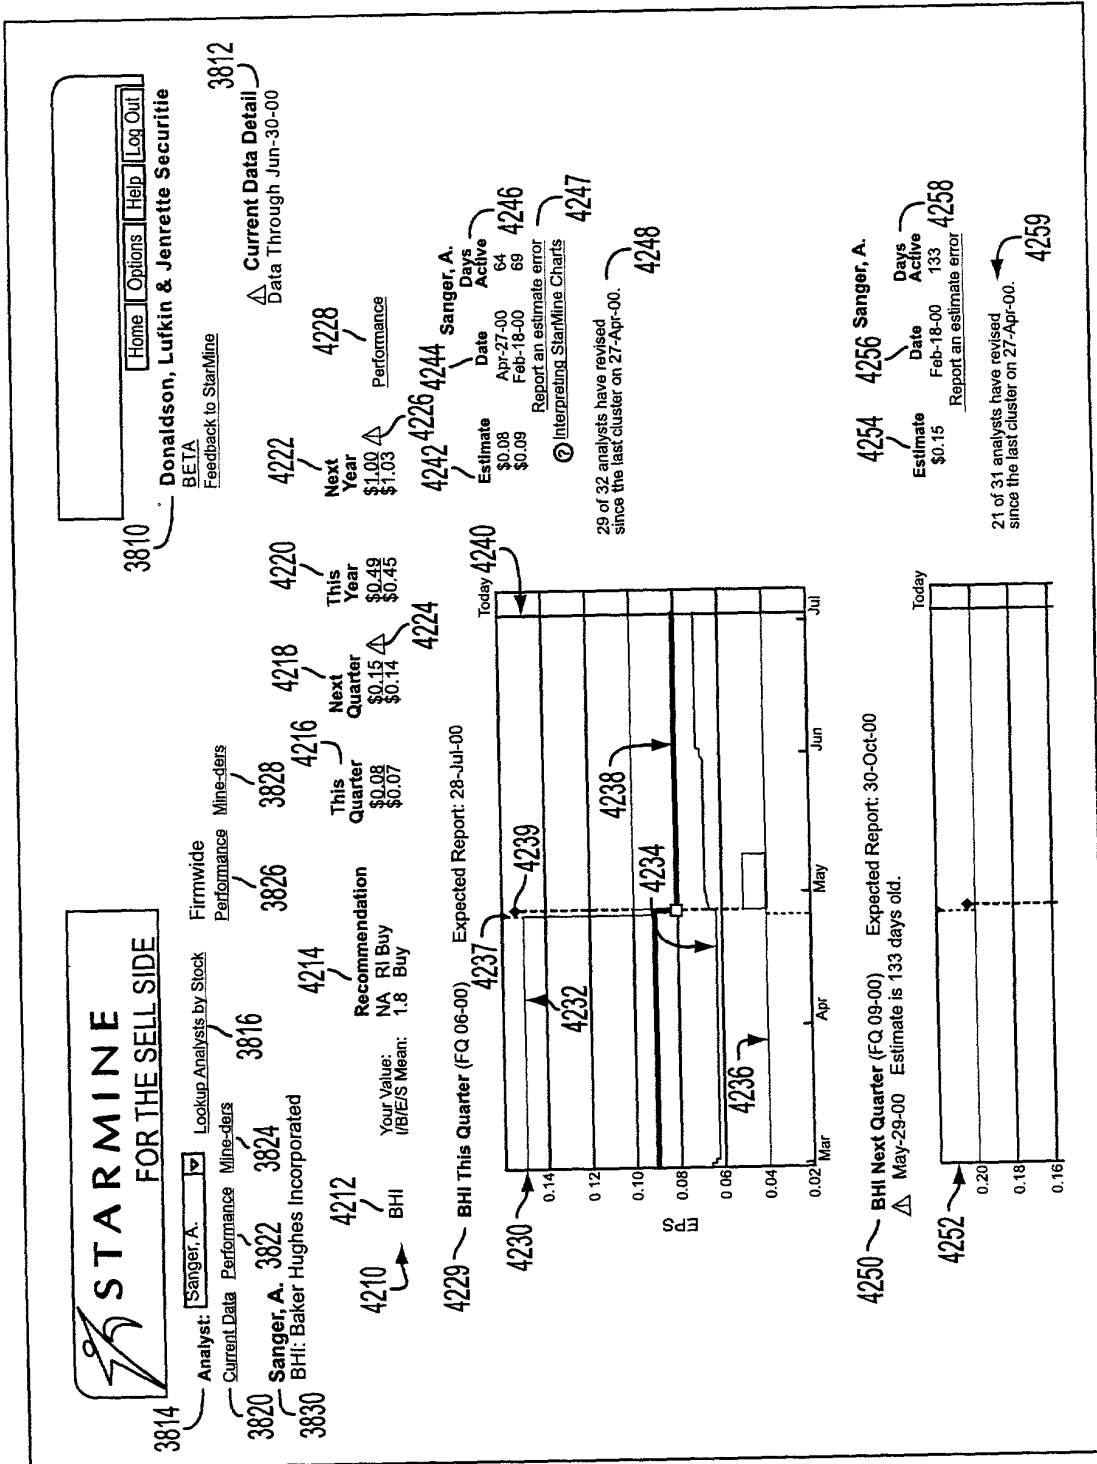 STARMINE
FOR THE SELL SIDE
Home Options Help Log Out
3810
Donaldson, Lufkin & Jenrette Securitie
BETA
Feedback to StarMine
3814
Analyst: Sanger, A.
Lookup Analysts by Stock
3816
Firmwide
Current Data Performance Mine-ders
Performance Mine-ders
3820
3822
3824
3826
3828
3812
Current Data Detail
Data Through Jun-30-00
Sanger, A.
3830
BHI: Baker Hughes Incorporated
4210
4212
4214
4216
4218
4220
4222
4228
Recommendation
This Quarter
Next Quarter
This Year
Next Year
BHI
Your Value: NA RI Buy $0.08 $0.15 $0.49 $1.00 Performance
I/B/E/S Mean: 1.8 Buy $0.07 $0.14 $0.45 $1.03
4224
4226
4229
BHI This Quarter (FQ 06-00) Expected Report: 28-Jul-00
4230
4232
4234
4236
4237
4238
4239
4240
Today
EPS
0.14
0 12
0.10
0.08
0 06
0.04
0.02
Mar Apr May Jun Jul
4242
4244
4246
Sanger, A.
Estimate Date Days Active
$0.08 Apr-27-00 64
$0.09 Feb-18-00 69
Report an estimate error
4247
? Interpreting StarMine Charts
29 of 32 analysts have revised
since the last cluster on 27-Apr-00.
4248
4250
BHI Next Quarter (FQ 09-00) Expected Report: 30-Oct-00
May-29-00 Estimate is 133 days old.
4252
Today
0.20
0.18
0.16
4254
4256
4258
Sanger, A.
Estimate Date Days Active
$0.15 Feb-18-00 133
Report an estimate error
21 of 31 analysts have revised
since the last cluster on 27-Apr-00.
4259